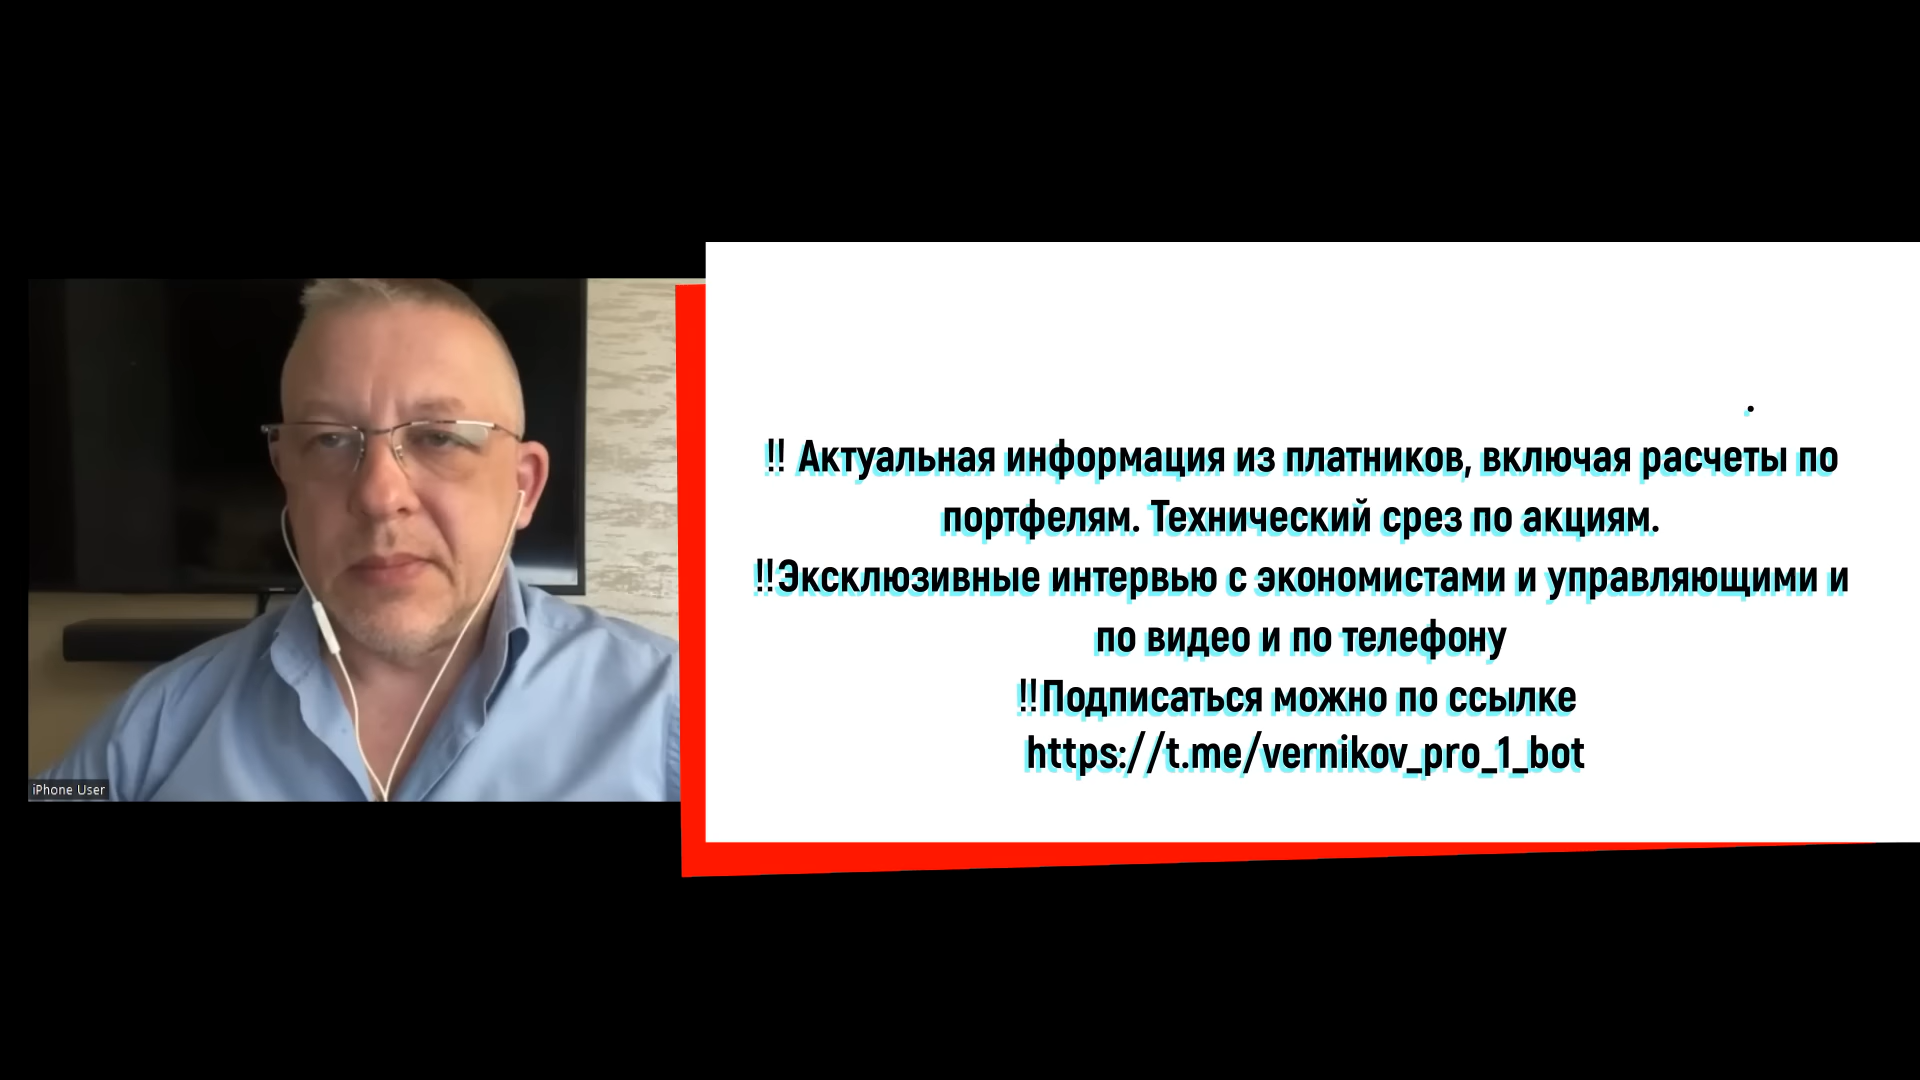 .
‼ Актуальная информация из платников, включая расчеты по
портфелям. Технический срез по акциям.
‼Эксклюзивные интервью с экономистами и управляющими и
по видео и по телефону
‼Подписаться можно по ссылке
https://t.me/vernikov_pro_1_bot
iPhone User